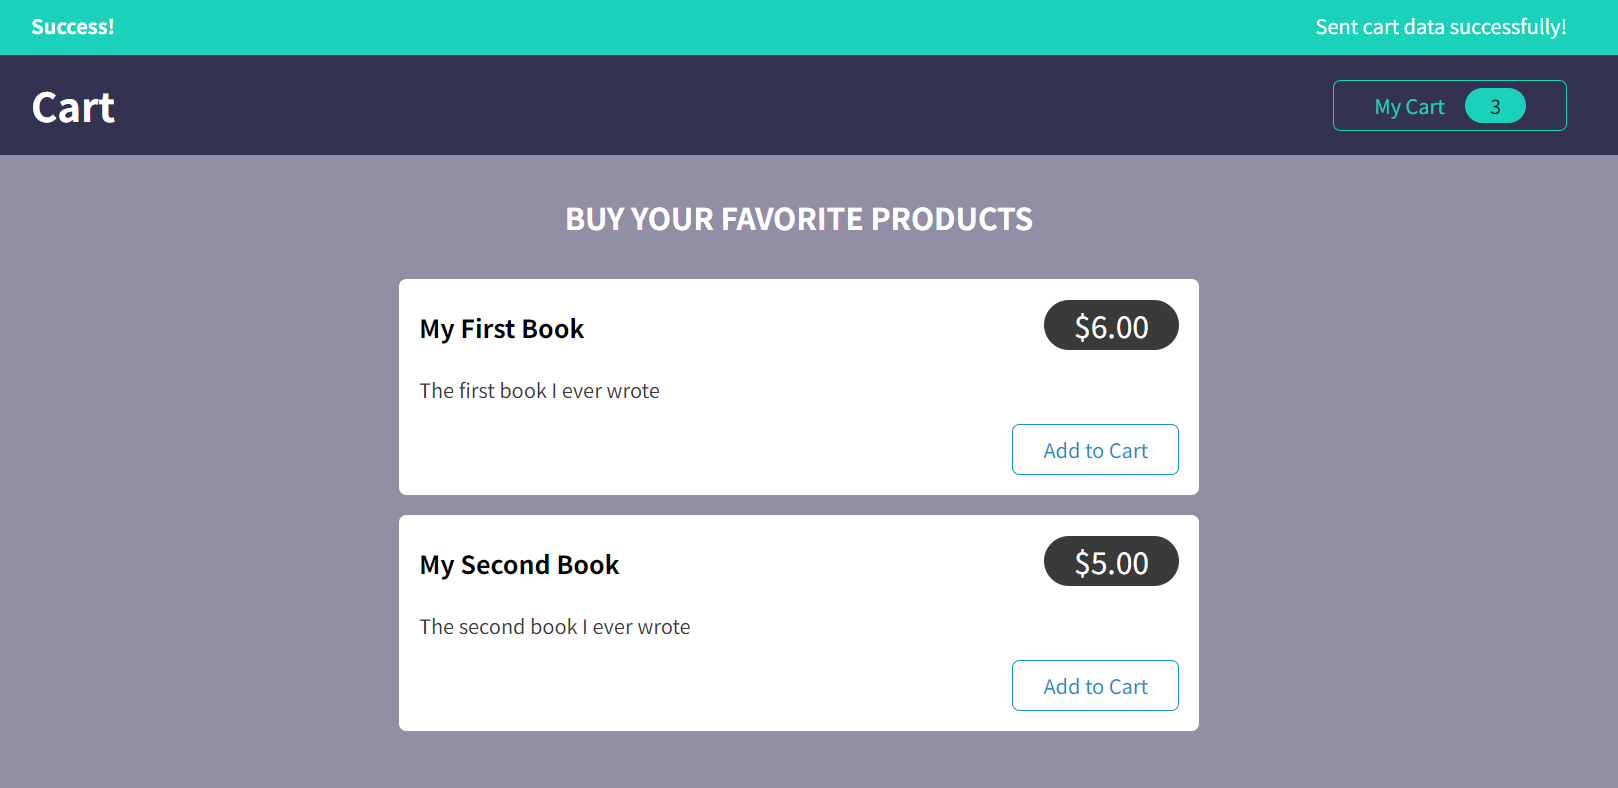 Success! Sent cart data successfully!
Cart My Cart 3
BUY YOUR FAVORITE PRODUCTS
My First Book $6.00
The first book I ever wrote
Add to Cart
My Second Book $5.00
The second book I ever wrote
Add to Cart